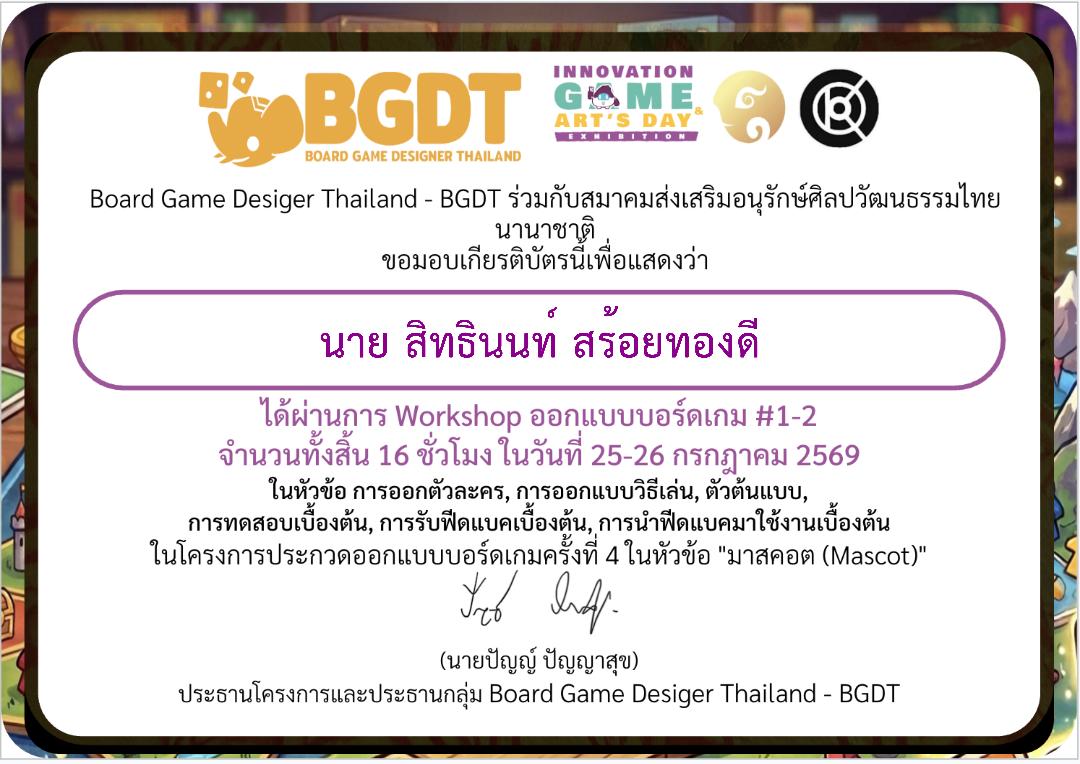 BGDT
BOARD GAME DESIGNER THAILAND
INNOVATION
GAME
& ART'S DAY
EXHIBITION
Board Game Desiger Thailand - BGDT ร่วมกับสมาคมส่งเสริมอนุรักษ์ศิลปวัฒนธรรมไทย
นานาชาติ
ขอมอบเกียรติบัตรนี้เพื่อแสดงว่า
นาย สิทธินนท์ สร้อยทองดี
ได้ผ่านการ Workshop ออกแบบบอร์ดเกม #1-2
จำนวนทั้งสิ้น 16 ชั่วโมง ในวันที่ 25-26 กรกฎาคม 2569
ในหัวข้อ การออกตัวละคร, การออกแบบวิธีเล่น, ตัวต้นแบบ,
การทดสอบเบื้องต้น, การรับฟีดแบคเบื้องต้น, การนำฟีดแบคมาใช้งานเบื้องต้น
ในโครงการประกวดออกแบบบอร์ดเกมครั้งที่ 4 ในหัวข้อ "มาสคอต (Mascot)"
(นายปัญญ์ ปัญญาสุข)
ประธานโครงการและประธานกลุ่ม Board Game Desiger Thailand - BGDT